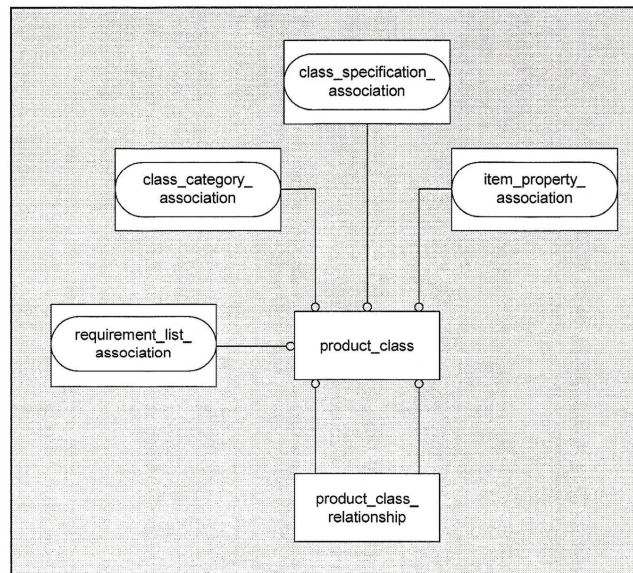 class_specification_
association
class_category_
association
item_property_
association
requirement_list_
association
product_class
product_class_
relationship